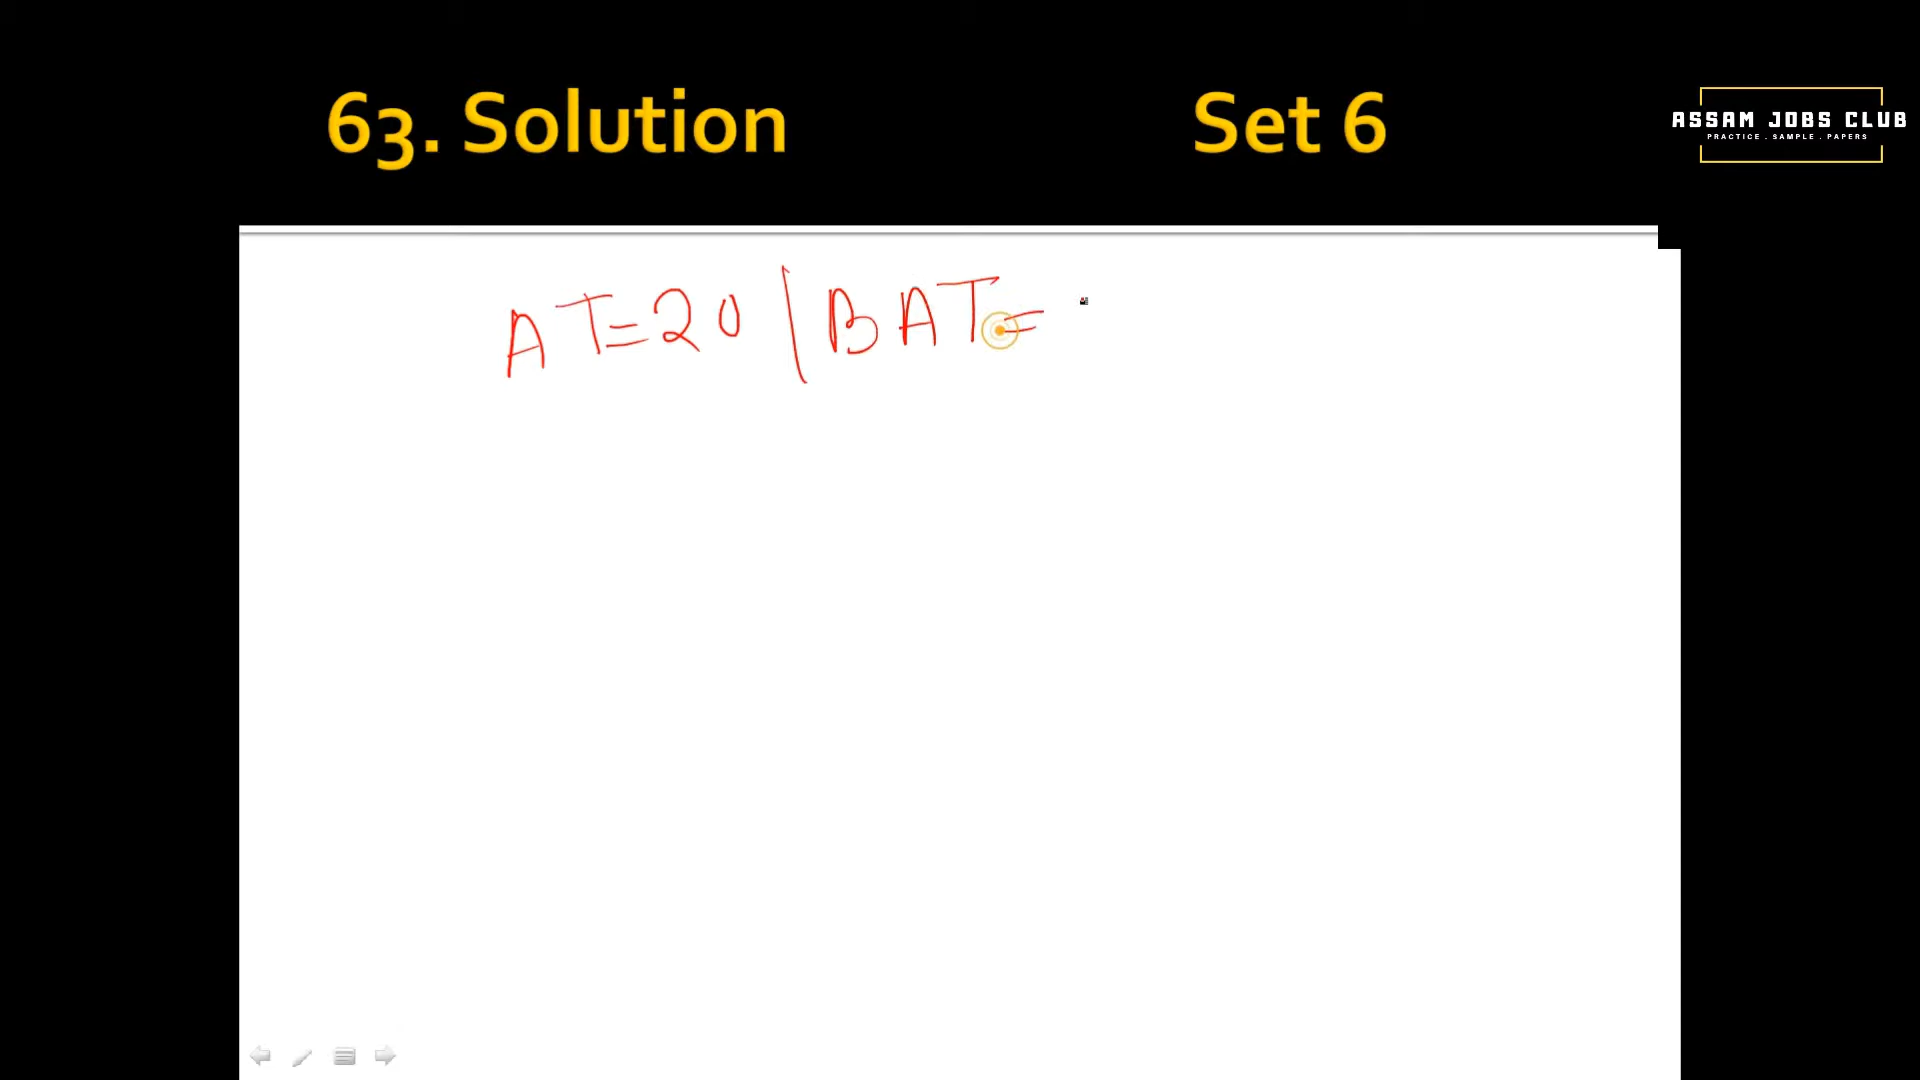 63. Solution
Set 6
ASSAM JOBS CLUB
PRACTICE . SAMPLE . PAPERS
AT=20 | BAT=